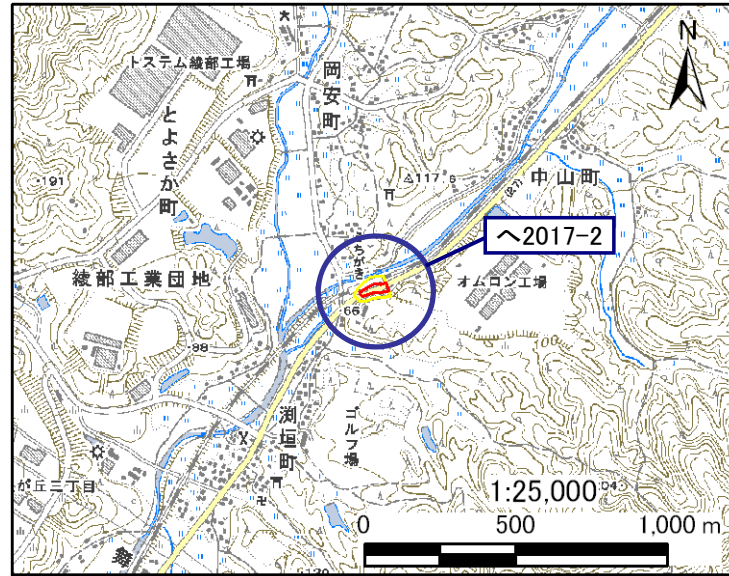 トステム綾部工場
岡安町
とよさか町
N
・191
117.6
中山町
(27)
へ2017-2
ふちがき
綾部工業団地
オムロン工場
66
・98
100
渕垣町
ゴルフ場
が丘三丁目
1:25,000
0 500 1,000 m
舞